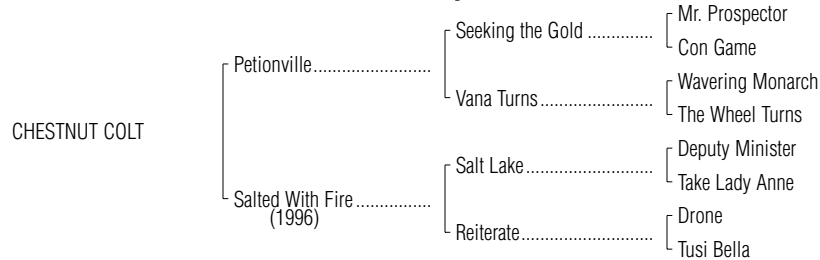 Mr. Prospector
Seeking the Gold .............
Con Game
Petionville........................
Wavering Monarch
Vana Turns.......................
The Wheel Turns
CHESTNUT COLT
Deputy Minister
Salt Lake..........................
Take Lady Anne
Salted With Fire ...............
(1996)
Drone
Reiterate...........................
Tusi Bella